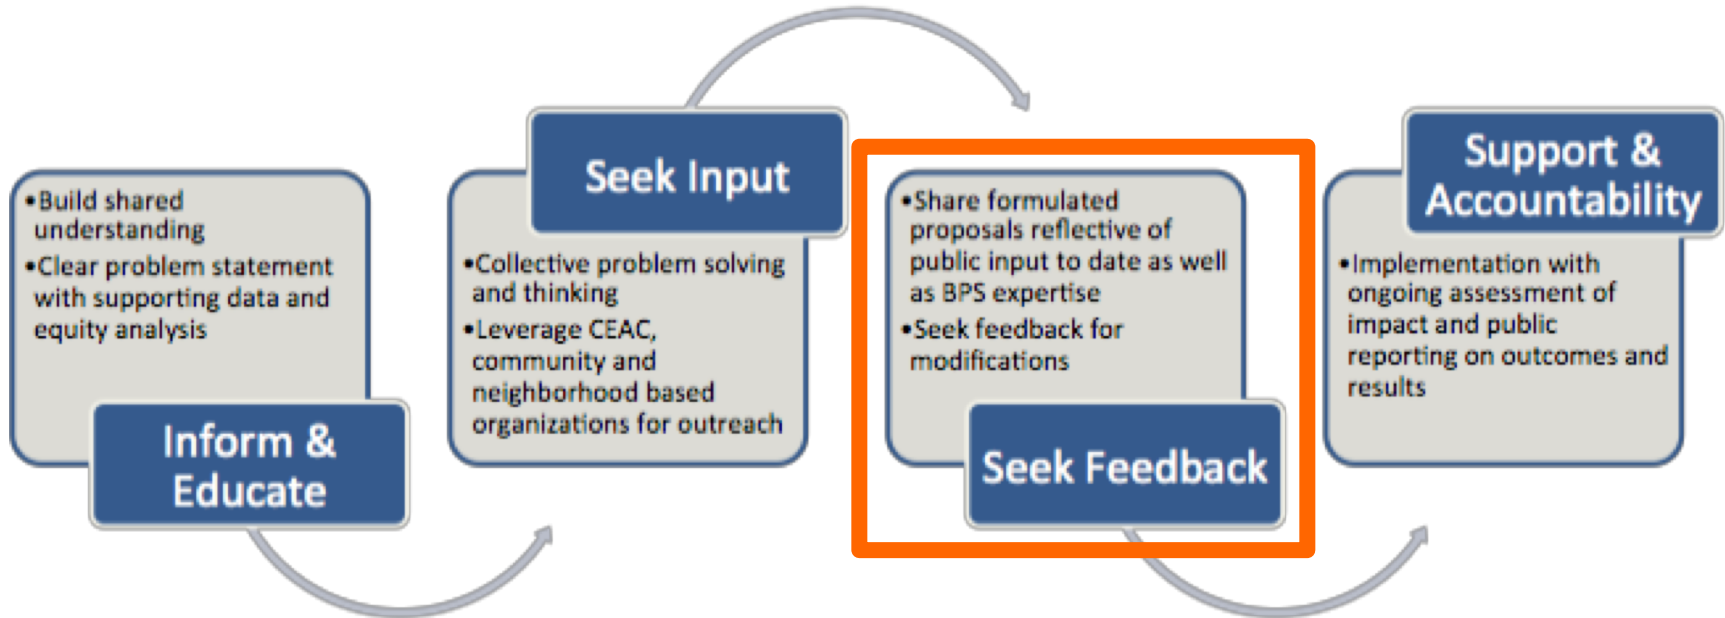 •Build shared
understanding
•Clear problem statement
with supporting data and
equity analysis
Inform &
Educate
Seek Input
•Collective problem solving
and thinking
•Leverage CEAC,
community and
neighborhood based
organizations for outreach
•Share formulated
proposals reflective of
public input to date as well
as BPS expertise
•Seek feedback for
modifications
Seek Feedback
Support &
Accountability
•Implementation with
ongoing assessment of
impact and public
reporting on outcomes and
results